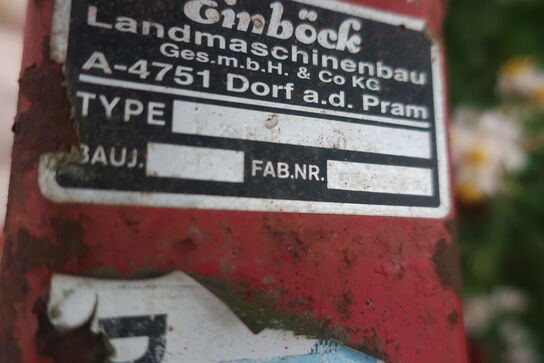 Einböck
Landmaschinenbau
Ges.m.b.H. & Co KG
A-4751 Dorf a.d. Pram
TYPE
BAUJ.
FAB.NR.